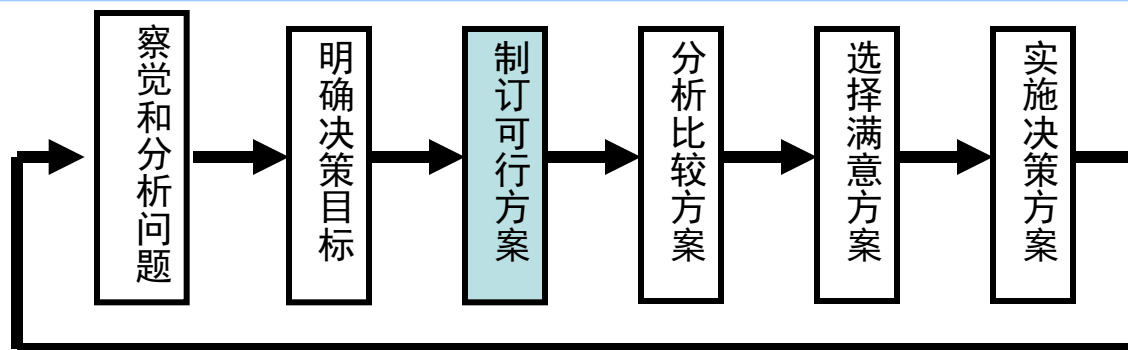 察觉和分析问题
明确决策目标
制订可行方案
分析比较方案
选择满意方案
实施决策方案